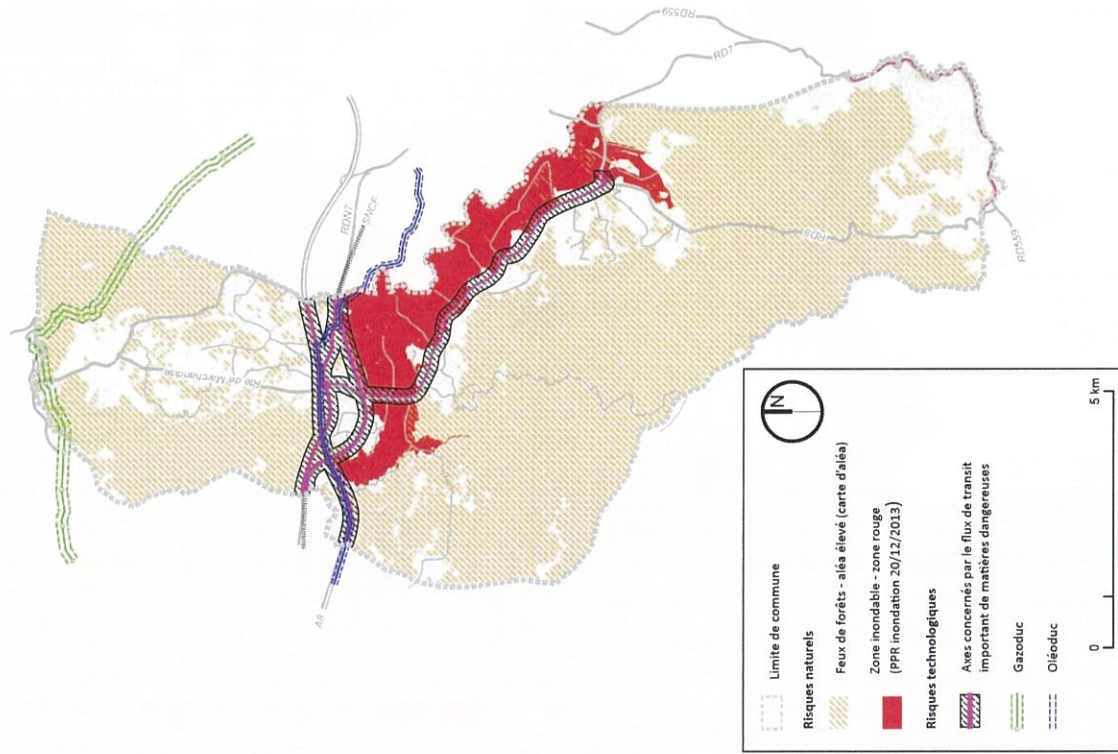 RD559
RD7
RDN7
SNCF
Rte de Marchandise
A8
RD8
RD559
N
Limite de commune
Risques naturels
Feux de forêts - aléa élevé (carte d'aléa)
Zone inondable - zone rouge
(PPR inondation 20/12/2013)
Risques technologiques
Axes concernés par le flux de transit
important de matières dangereuses
Gazoduc
Oléoduc
0
5 km